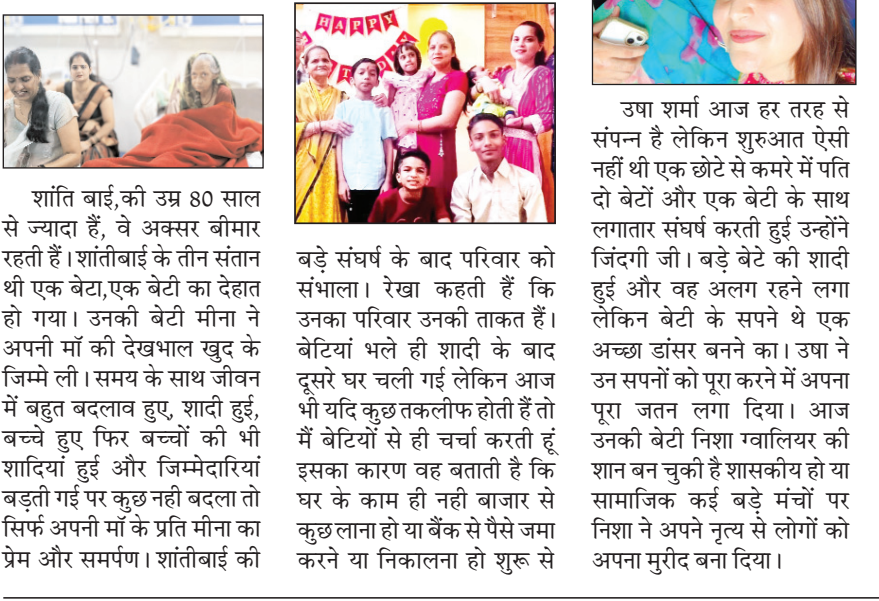 HAPPY
शांति बाई,की उम्र 80 साल
से ज्यादा हैं, वे अक्सर बीमार
रहती हैं। शांतीबाई के तीन संतान
थी एक बेटा,एक बेटी का देहात
हो गया। उनकी बेटी मीना ने
अपनी मॉ की देखभाल खुद के
जिम्मे ली। समय के साथ जीवन
में बहुत बदलाव हुए, शादी हुई,
बच्चे हुए फिर बच्चों की भी
शादियां हुई और जिम्मेदारियां
बड़ती गई पर कुछ नही बदला तो
सिर्फ अपनी मॉ के प्रति मीना का
प्रेम और समर्पण। शांतीबाई की
बड़े संघर्ष के बाद परिवार को
संभाला। रेखा कहती हैं कि
उनका परिवार उनकी ताकत हैं।
बेटियां भले ही शादी के बाद
दूसरे घर चली गई लेकिन आज
भी यदि कुछ तकलीफ होती हैं तो
मैं बेटियों से ही चर्चा करती हूं
इसका कारण वह बताती है कि
घर के काम ही नही बाजार से
कुछ लाना हो या बैंक से पैसे जमा
करने या निकालना हो शुरू से
उषा शर्मा आज हर तरह से
संपन्न है लेकिन शुरुआत ऐसी
नहीं थी एक छोटे से कमरे में पति
दो बेटों और एक बेटी के साथ
लगातार संघर्ष करती हुई उन्होंने
जिंदगी जी। बड़े बेटे की शादी
हुई और वह अलग रहने लगा
लेकिन बेटी के सपने थे एक
अच्छा डांसर बनने का। उषा ने
उन सपनों को पूरा करने में अपना
पूरा जतन लगा दिया। आज
उनकी बेटी निशा ग्वालियर की
शान बन चुकी है शासकीय हो या
सामाजिक कई बड़े मंचों पर
निशा ने अपने नृत्य से लोगों को
अपना मुरीद बना दिया।